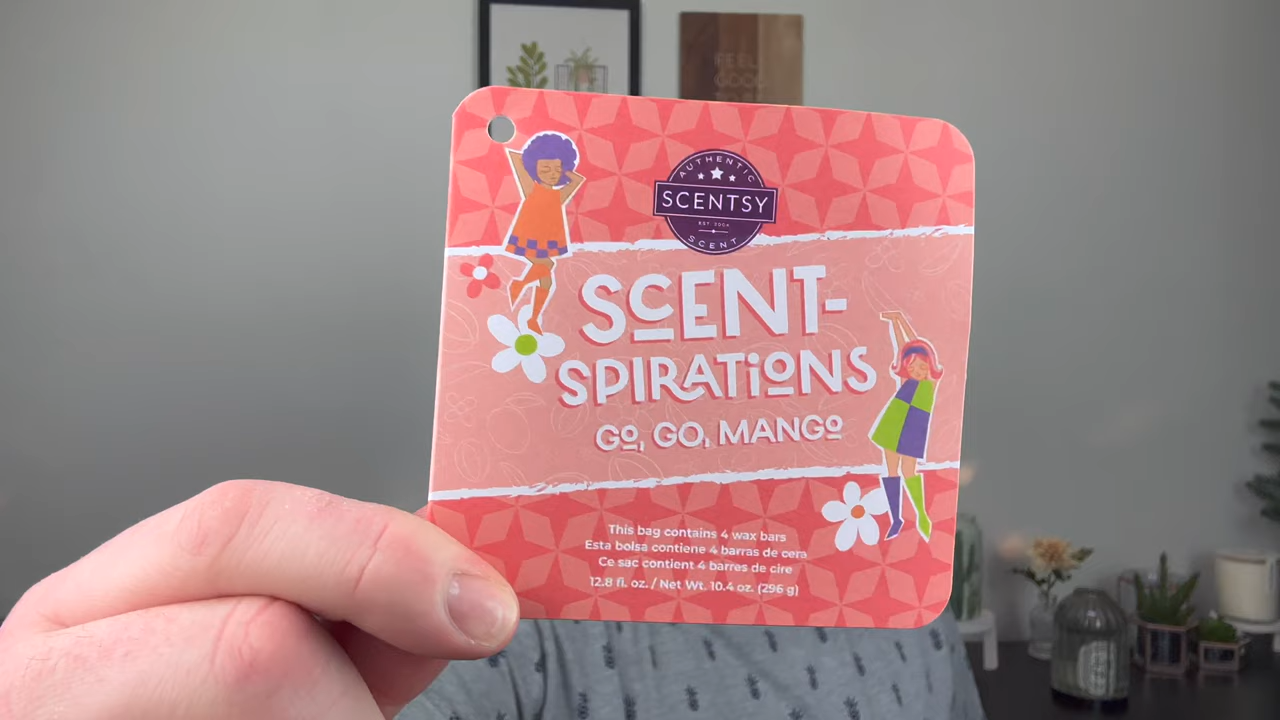 FEEL
GOOD
AUTHENTIC
SCENTSY
EST. 2004
SCENT
SCENT-
SPIRATIONS
GO, GO, MANGO
This bag contains 4 wax bars
Esta bolsa contiene 4 barras de cera
Ce sac contient 4 barres de cire
12.8 fl. oz. / Net Wt. 10.4 oz. (296 g)